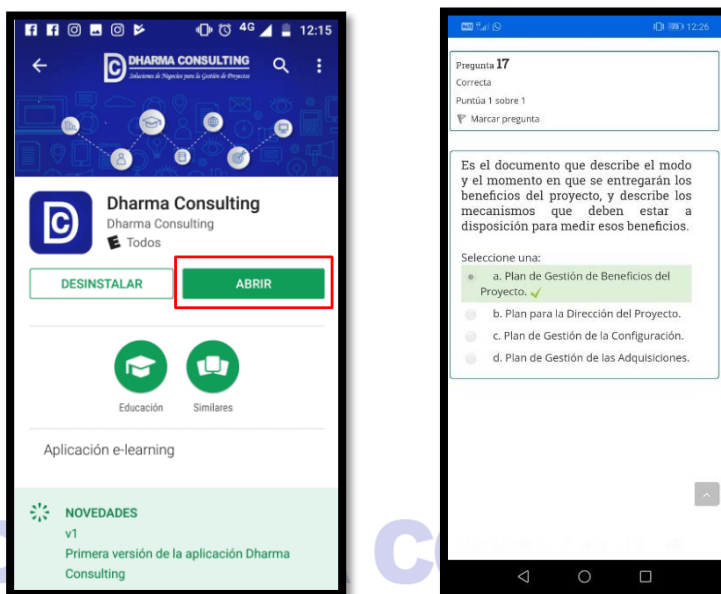 4G 12:15
DHARMA CONSULTING
Soluciones de Negocios para la Gestión de Proyectos
Dharma Consulting
Dharma Consulting
Todos
DESINSTALAR
ABRIR
Educación
Similares
Aplicación e-learning
NOVEDADES
v1
Primera versión de la aplicación Dharma
Consulting
12:26
Pregunta 17
Correcta
Puntúa 1 sobre 1
Marcar pregunta
Es el documento que describe el modo
y el momento en que se entregarán los
beneficios del proyecto, y describe los
mecanismos que deben estar a
disposición para medir esos beneficios.
Seleccione una:
a. Plan de Gestión de Beneficios del
Proyecto.
b. Plan para la Dirección del Proyecto.
c. Plan de Gestión de la Configuración.
d. Plan de Gestión de las Adquisiciones.